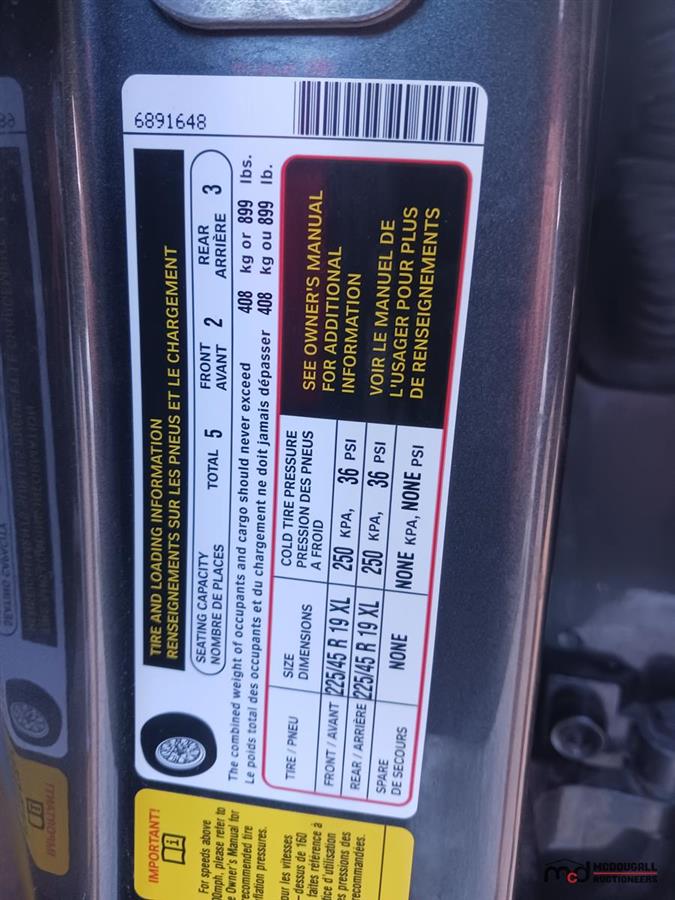 6891648
TIRE AND LOADING INFORMATION
RENSEIGNEMENTS SUR LES PNEUS ET LE CHARGEMENT
SEATING CAPACITY
NOMBRE DE PLACES
TOTAL 5
FRONT
AVANT 2
REAR
ARRIÈRE 3
The combined weight of occupants and cargo should never exceed 408 kg or 899 lbs.
Le poids total des occupants et du chargement ne doit jamais dépasser 408 kg ou 899 lb.
TIRE / PNEU
SIZE
DIMENSIONS
COLD TIRE PRESSURE
PRESSION DES PNEUS
A FROID
FRONT / AVANT 225/45 R 19 XL 250 KPA, 36 PSI
REAR / ARRIÈRE 225/45 R 19 XL 250 KPA, 36 PSI
SPARE
DE SECOURS
NONE NONE KPA, NONE PSI
SEE OWNER'S MANUAL
FOR ADDITIONAL
INFORMATION
VOIR LE MANUEL DE
L'USAGER POUR PLUS
DE RENSEIGNEMENTS
IMPORTANT!
For speeds above
mph, please refer to
Owner's Manual for
recommended tire
pressures.
les vitesses
dessus de 160
faites référence à
d'utilisation
pressions des
recommandées.
mcd MCDOUGALL
AUCTIONEERS